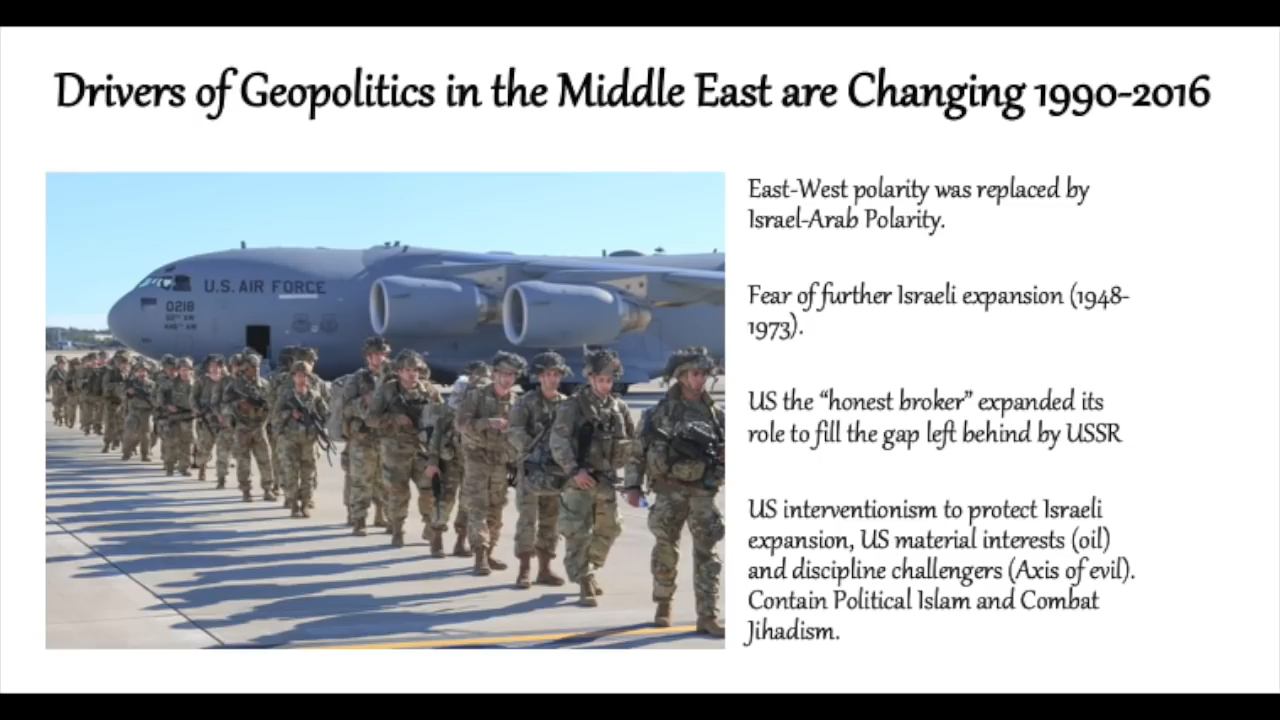 Drivers of Geopolitics in the Middle East are Changing 1990-2016
East-West polarity was replaced by
Israel-Arab Polarity.
Fear of further Israeli expansion (1948-
1973).
US the “honest broker” expanded its
role to fill the gap left behind by USSR
US interventionism to protect Israeli
expansion, US material interests (oil)
and discipline challengers (Axis of evil).
Contain Political Islam and Combat
Jihadism.
U.S. AIR FORCE
0218